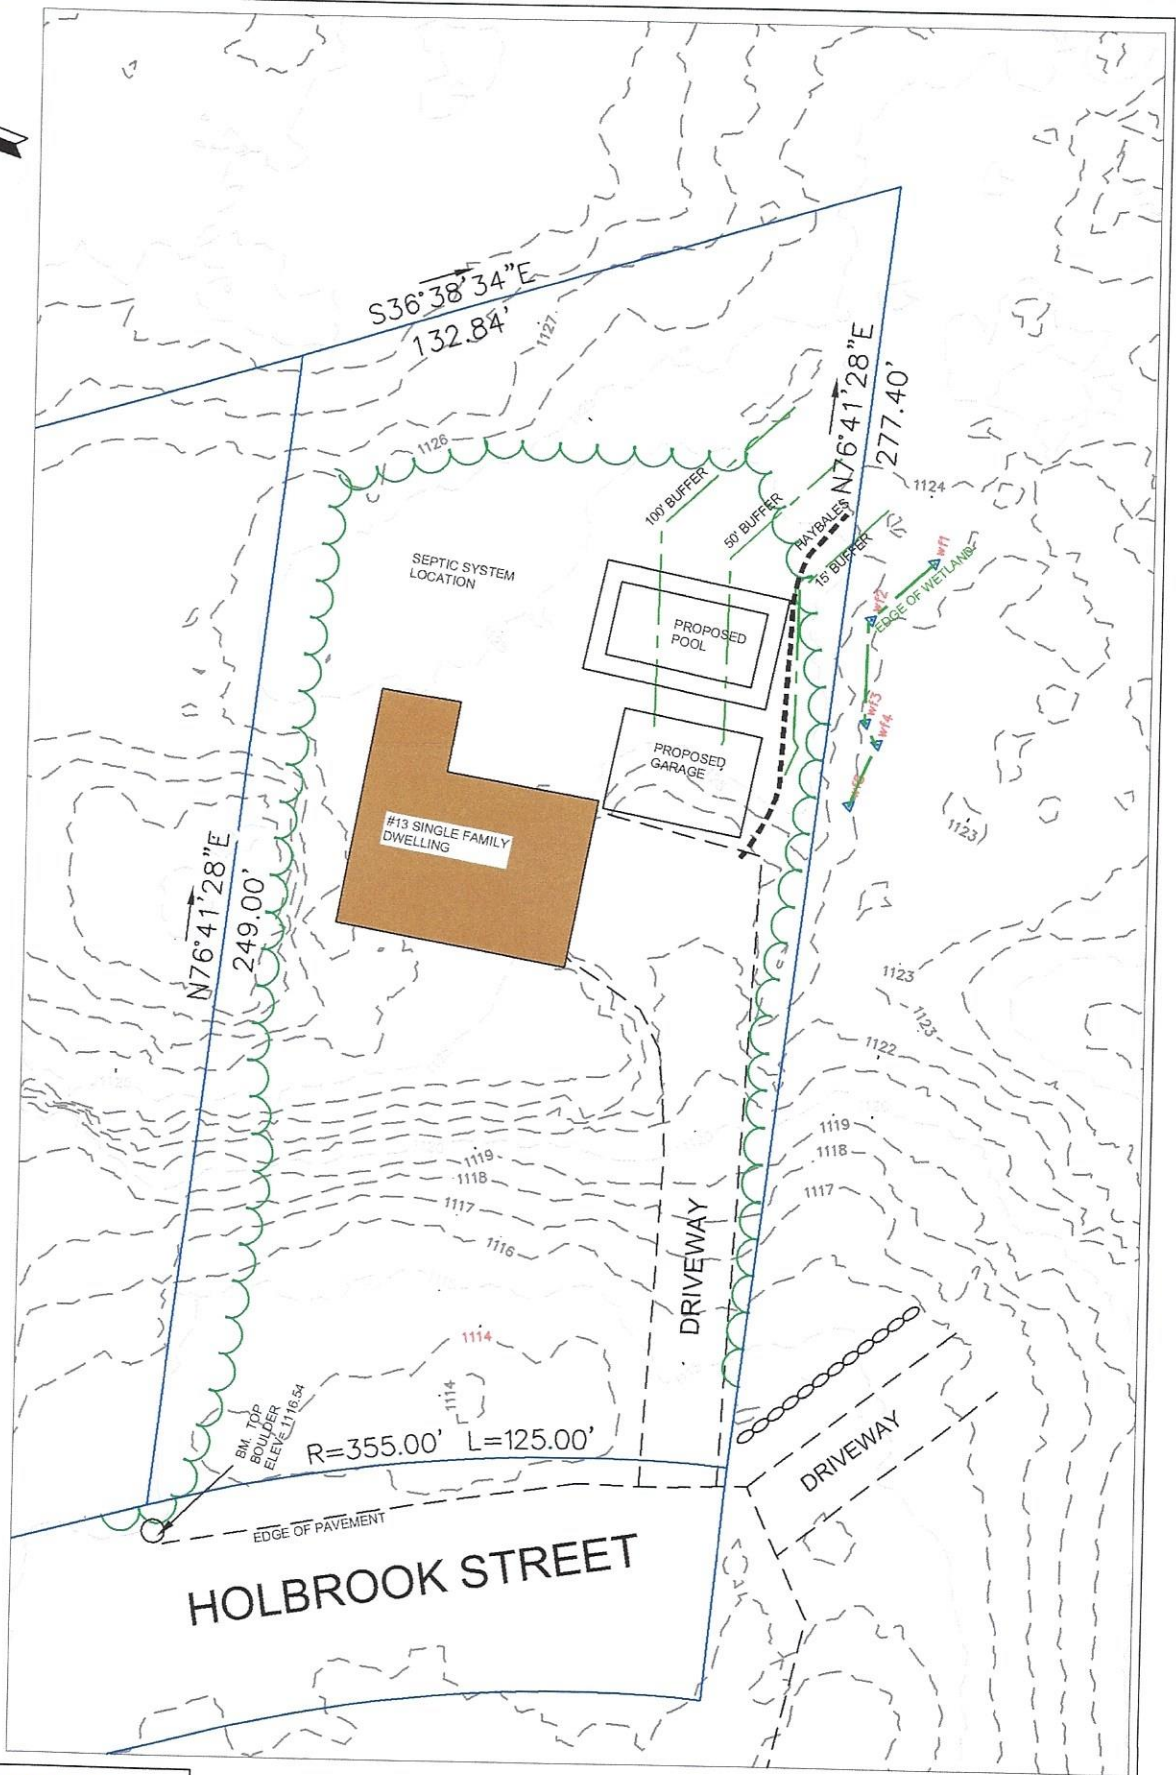 S36°38'34"E
132.84'
1127
1126
N76°41'28"E
277.40'
100' BUFFER
50' BUFFER
HAYBALES
15' BUFFER
1124
wf1
wf2
EDGE OF WETLAND
wf3
wf4
SEPTIC SYSTEM
LOCATION
PROPOSED
POOL
PROPOSED
GARAGE
#13 SINGLE FAMILY
DWELLING
1123
N76°41'28"E
249.00'
1123
1123
1122
1119
1118
1117
1119
1118
1117
1116
DRIVEWAY
1114
1114
BM. TOP
BOULDER
ELEV= 1116.54
R=355.00' L=125.00'
DRIVEWAY
EDGE OF PAVEMENT
HOLBROOK STREET